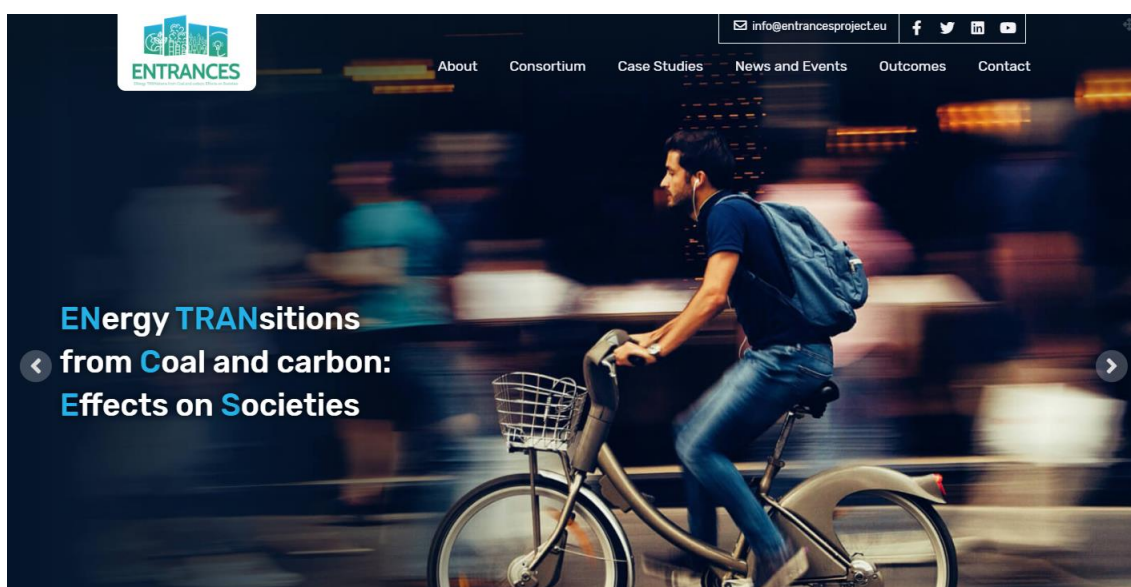 info@entrancesproject.eu
ENTRANCES
About Consortium Case Studies News and Events Outcomes Contact
ENergy TRANsitions
from Coal and carbon:
Effects on Societies